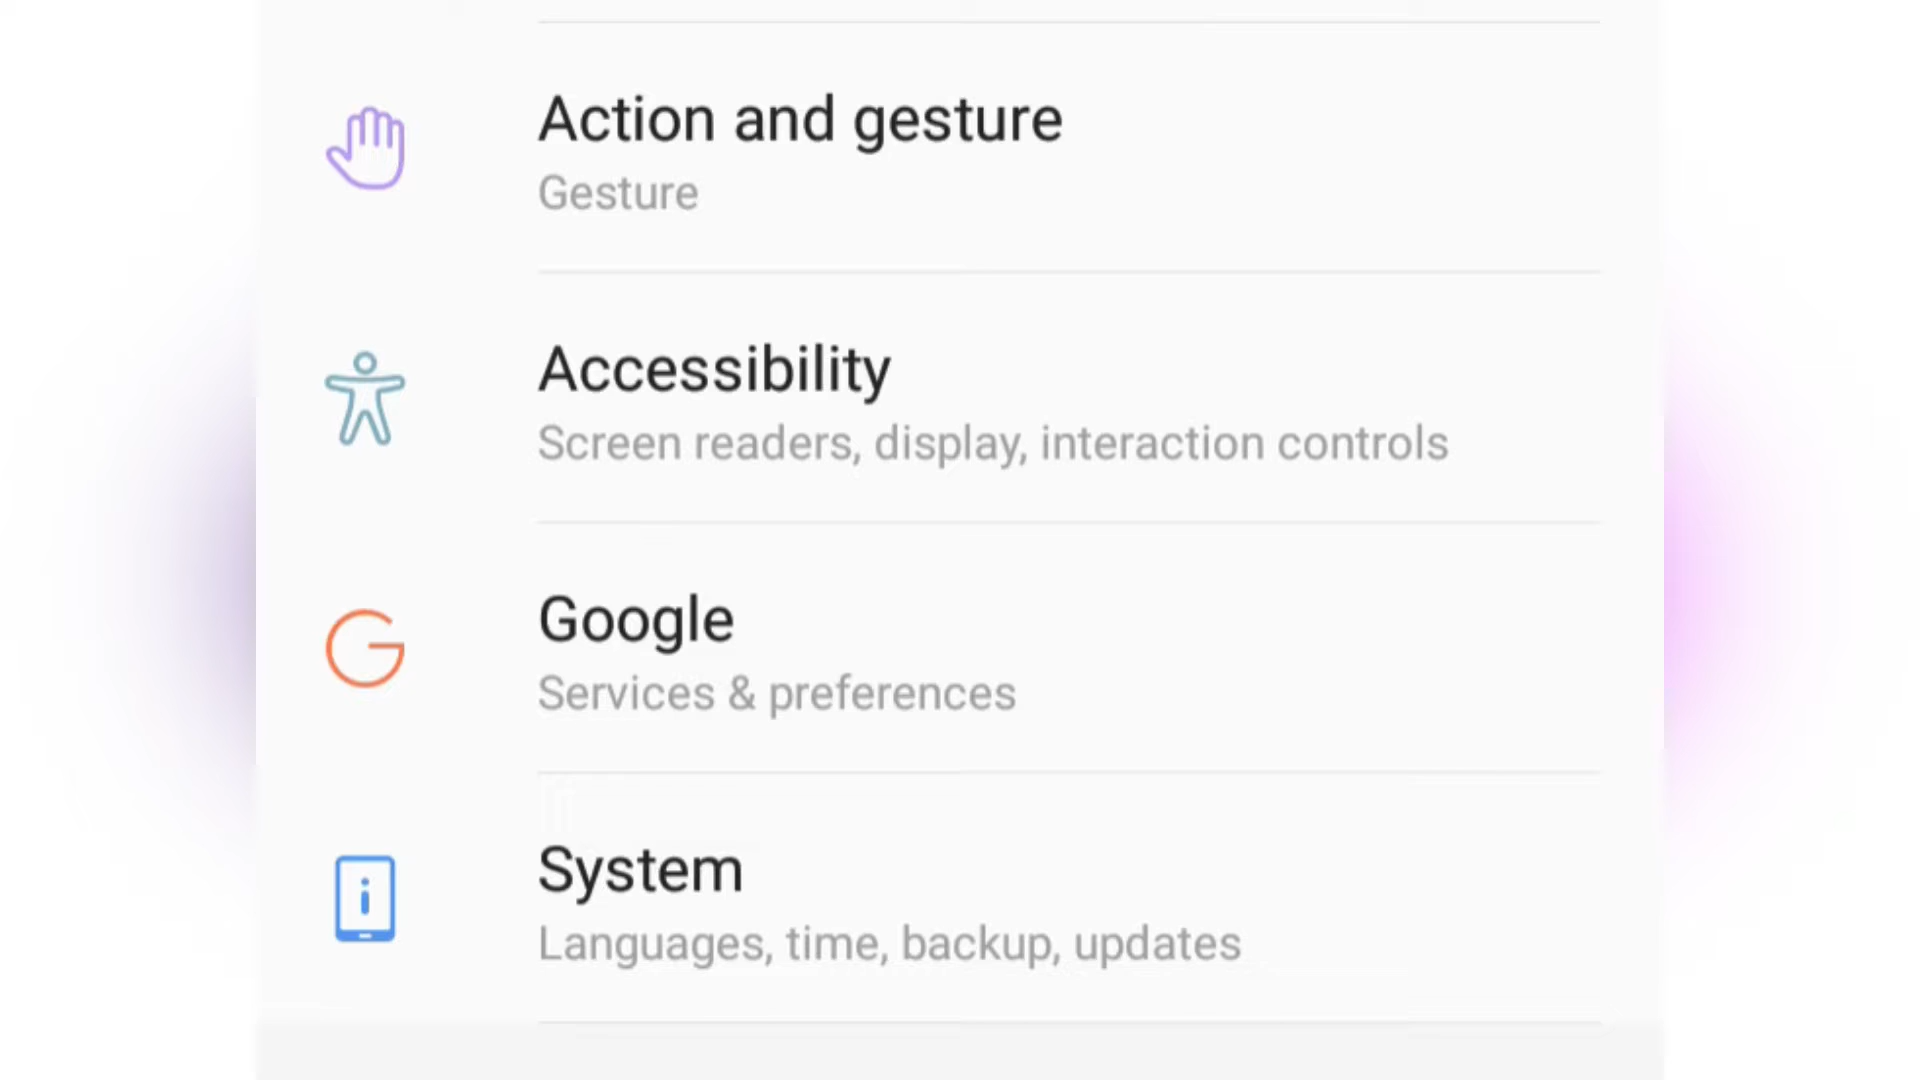 Action and gesture
Gesture
Accessibility
Screen readers, display, interaction controls
Google
Services & preferences
System
Languages, time, backup, updates